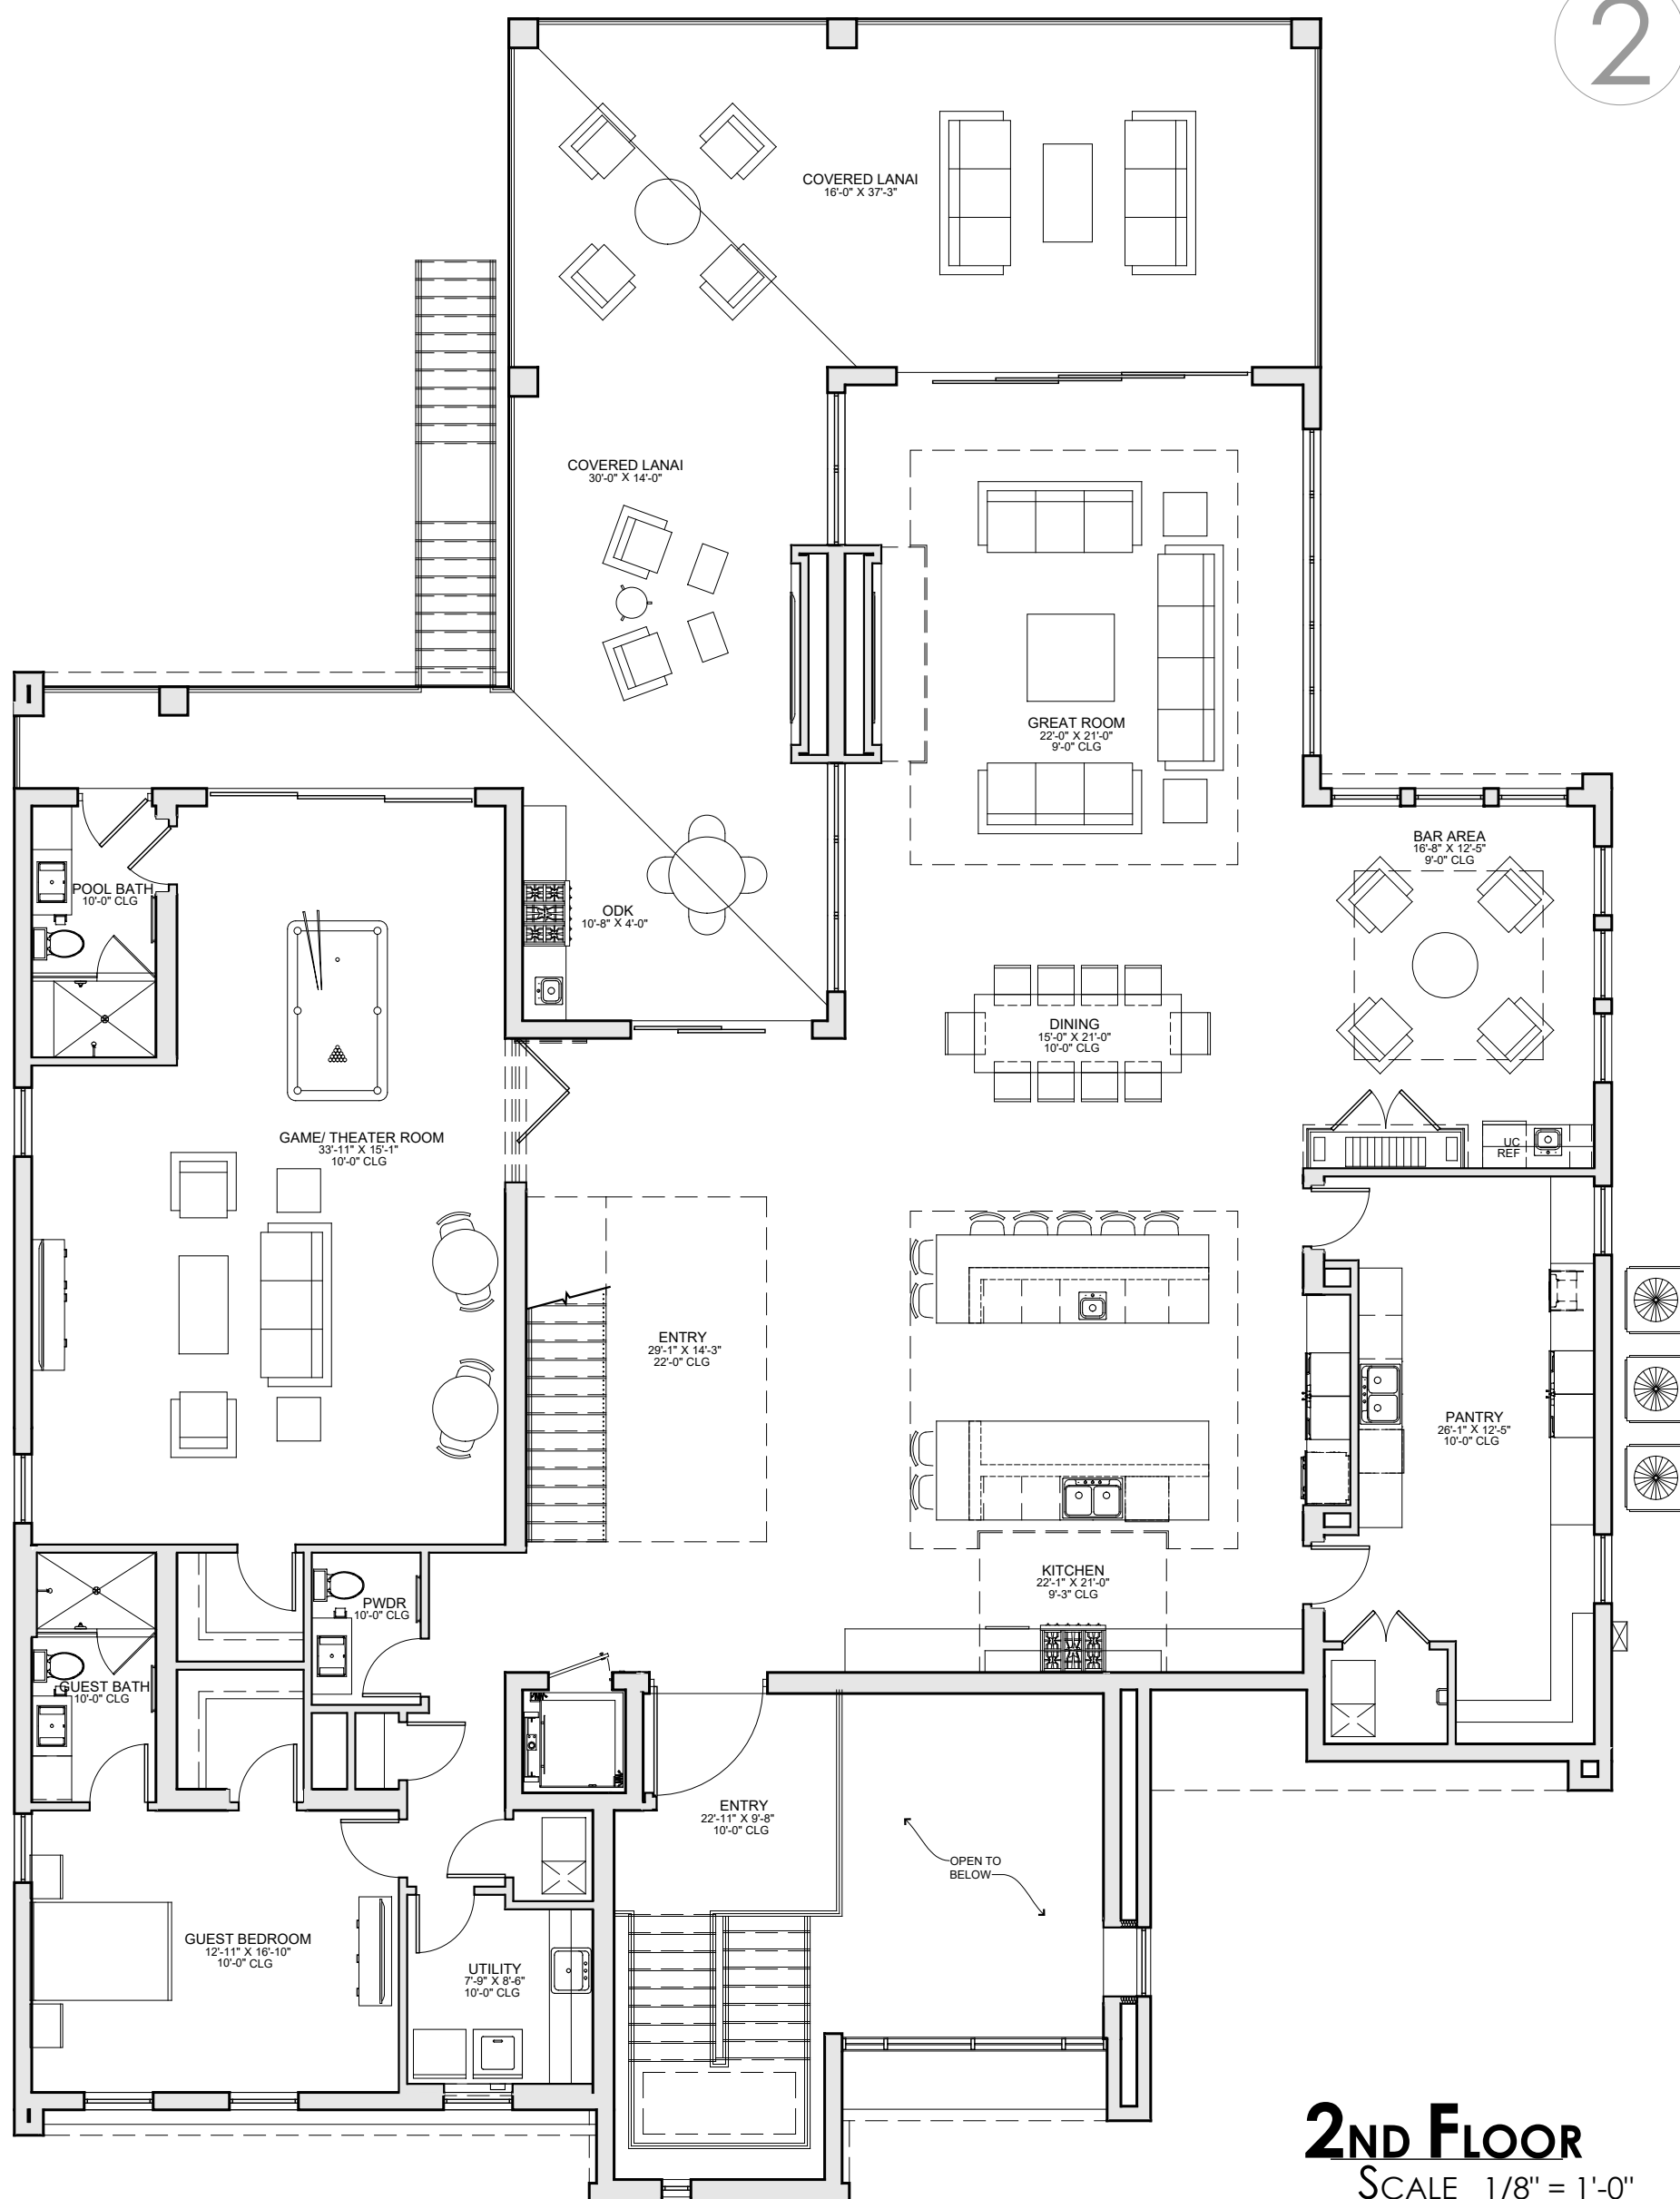 2
COVERED LANAI
16'-0" X 37'-3"
COVERED LANAI
30'-0" X 14'-0"
GREAT ROOM
22'-0" X 21'-0"
9'-0" CLG
BAR AREA
16'-8" X 12'-5"
9'-0" CLG
POOL BATH
10'-0" CLG
ODK
10'-8" X 4'-0"
DINING
15'-0" X 21'-0"
10'-0" CLG
GAME/ THEATER ROOM
33'-11" X 15'-1"
10'-0" CLG
UC
REF
ENTRY
29'-1" X 14'-3"
22'-0" CLG
PANTRY
26'-1" X 12'-5"
10'-0" CLG
KITCHEN
22'-1" X 21'-0"
9'-3" CLG
PWDR
10'-0" CLG
GUEST BATH
10'-0" CLG
ENTRY
22'-11" X 9'-8"
10'-0" CLG
OPEN TO
BELOW
GUEST BEDROOM
12'-11" X 16'-10"
10'-0" CLG
UTILITY
7'-9" X 8'-6"
10'-0" CLG
2ND FLOOR
SCALE 1/8" = 1'-0"